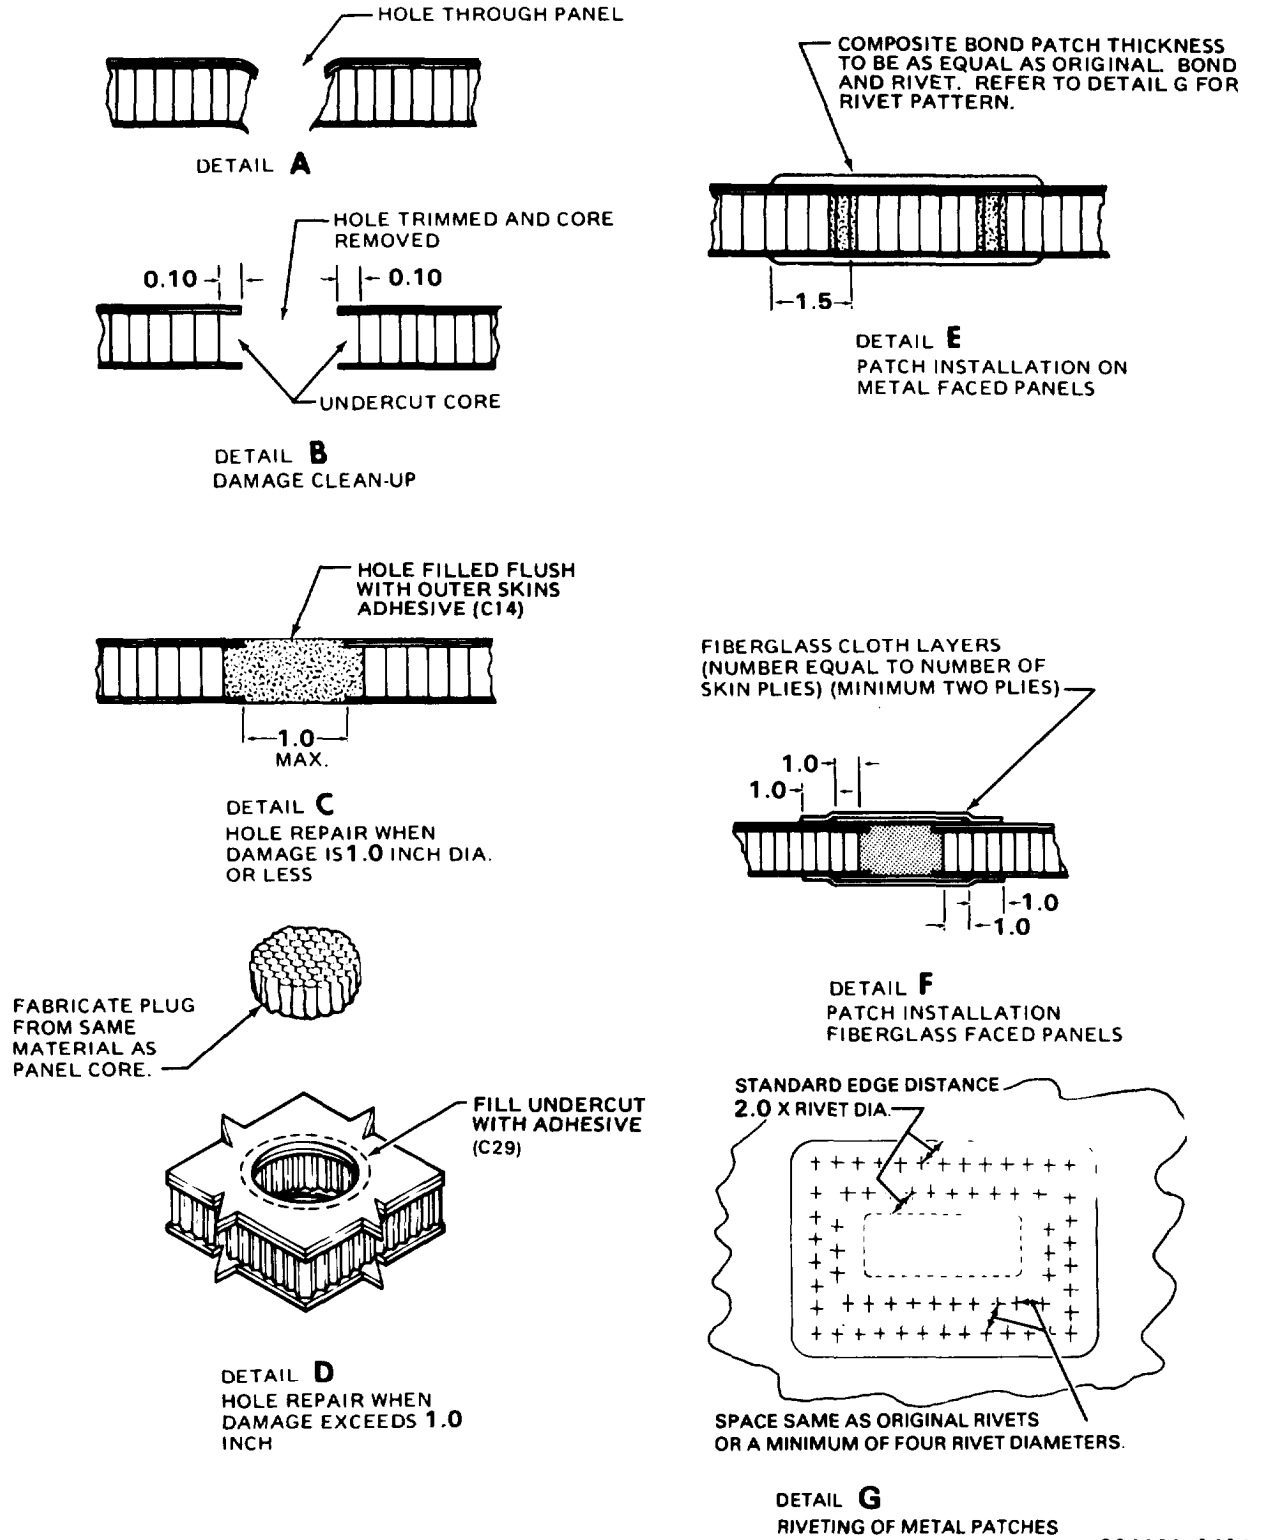 HOLE THROUGH PANEL
DETAIL A
HOLE TRIMMED AND CORE
REMOVED
0.10
0.10
UNDERCUT CORE
DETAIL B
DAMAGE CLEAN-UP
HOLE FILLED FLUSH
WITH OUTER SKINS
ADHESIVE (C14)
1.0
MAX.
DETAIL C
HOLE REPAIR WHEN
DAMAGE IS 1.0 INCH DIA.
OR LESS
FABRICATE PLUG
FROM SAME
MATERIAL AS
PANEL CORE.
FILL UNDERCUT
WITH ADHESIVE
(C29)
DETAIL D
HOLE REPAIR WHEN
DAMAGE EXCEEDS 1.0
INCH
COMPOSITE BOND PATCH THICKNESS
TO BE AS EQUAL AS ORIGINAL. BOND
AND RIVET. REFER TO DETAIL G FOR
RIVET PATTERN.
1.5
DETAIL E
PATCH INSTALLATION ON
METAL FACED PANELS
FIBERGLASS CLOTH LAYERS
(NUMBER EQUAL TO NUMBER OF
SKIN PLIES) (MINIMUM TWO PLIES)
1.0
1.0
1.0
1.0
DETAIL F
PATCH INSTALLATION
FIBERGLASS FACED PANELS
STANDARD EDGE DISTANCE
2.0 X RIVET DIA.
SPACE SAME AS ORIGINAL RIVETS
OR A MINIMUM OF FOUR RIVET DIAMETERS.
DETAIL G
RIVETING OF METAL PATCHES